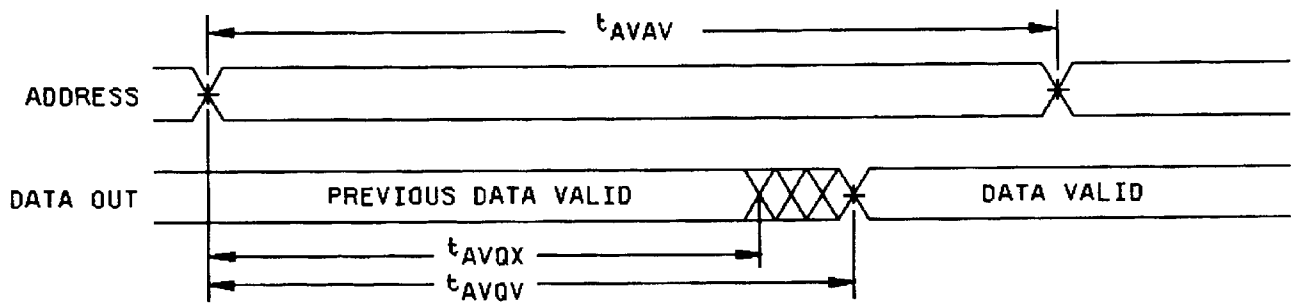 tAVAV
ADDRESS
DATA OUT
PREVIOUS DATA VALID
DATA VALID
tAVQX
tAVQV